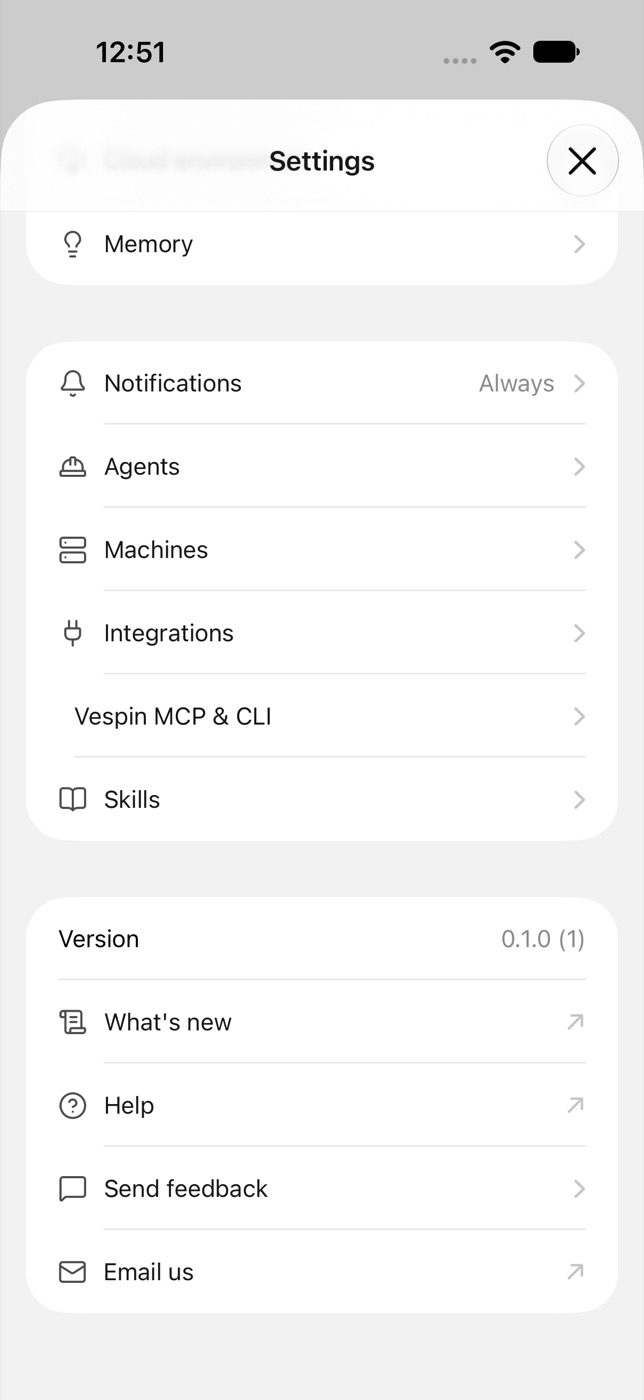 12:51
Settings
Memory
Notifications Always
Agents
Machines
Integrations
Vespin MCP & CLI
Skills
Version 0.1.0 (1)
What's new
Help
Send feedback
Email us